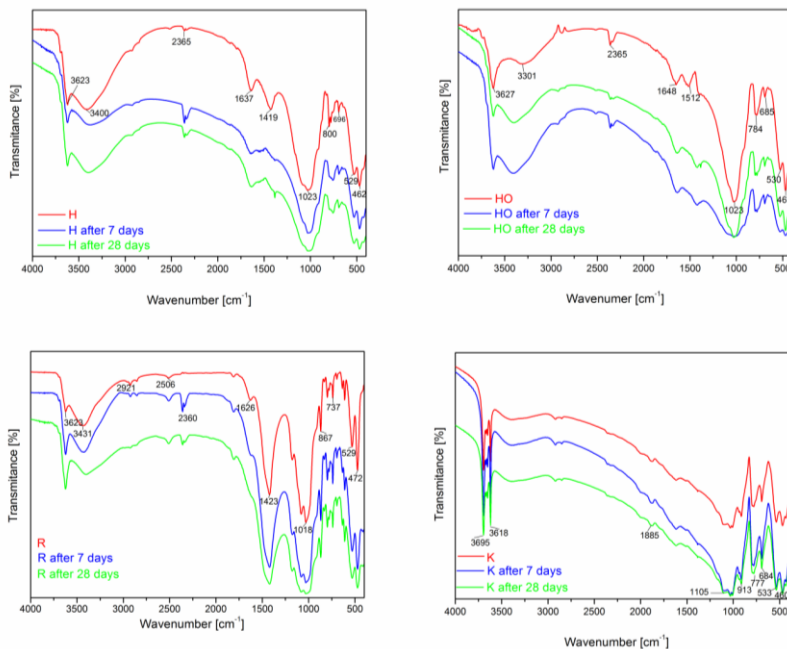 Transmitance [%]
3623
3400
2365
1637
1419
800
696
1023
529
462
H
H after 7 days
H after 28 days
4000 3500 3000 2500 2000 1500 1000 500
Wavenumber [cm⁻¹]
Transmitance [%]
3627
3301
2365
1648
1512
784
685
1023
530
HO
HO after 7 days
HO after 28 days
4000 3500 3000 2500 2000 1500 1000 500
Wavenumer [cm⁻¹]
Transmitance [%]
3431
2921
2506
2360
1626
1423
1018
867
737
529
472
R
R after 7 days
R after 28 days
4000 3500 3000 2500 2000 1500 1000 500
Wavenumber [cm⁻¹]
Transmitance [%]
3695
3618
1885
1105
913
777
684
533
460
K
K after 7 days
K after 28 days
4000 3500 3000 2500 2000 1500 1000 500
Wavenumber [cm⁻¹]